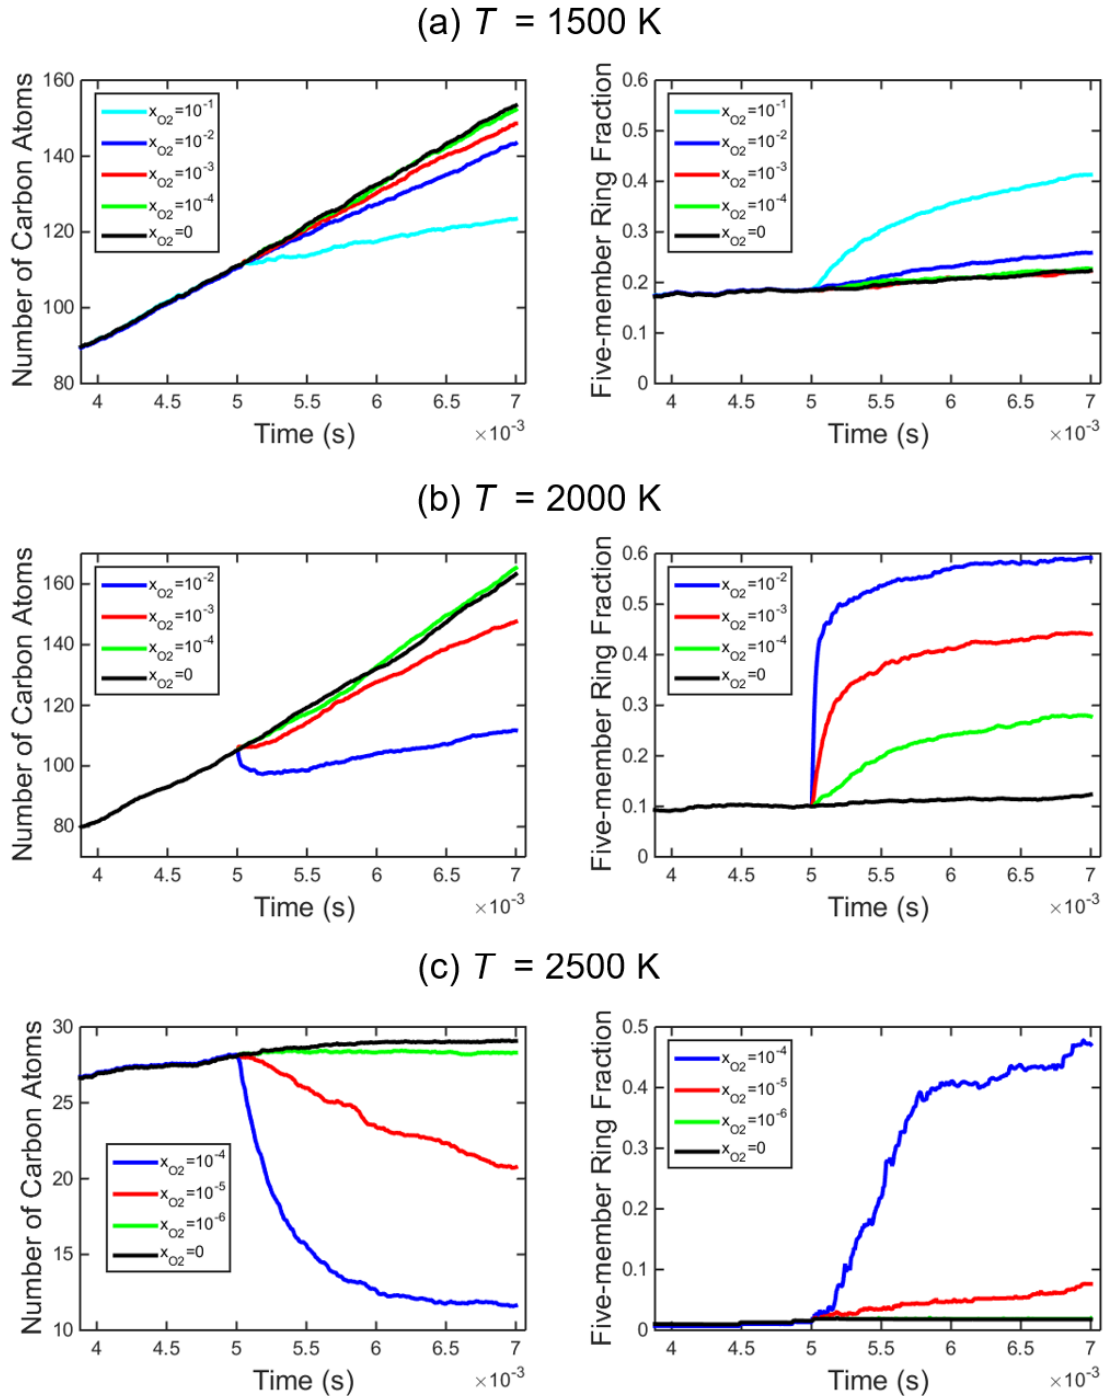 (a) T = 1500 K
Number of Carbon Atoms
160
140
120
100
80
x_O2=10^-1
x_O2=10^-2
x_O2=10^-3
x_O2=10^-4
x_O2=0
4 4.5 5 5.5 6 6.5 7
Time (s) ×10^-3
Five-member Ring Fraction
0.6
0.5
0.4
0.3
0.2
0.1
0
x_O2=10^-1
x_O2=10^-2
x_O2=10^-3
x_O2=10^-4
x_O2=0
4 4.5 5 5.5 6 6.5 7
Time (s) ×10^-3
(b) T = 2000 K
Number of Carbon Atoms
160
140
120
100
80
x_O2=10^-2
x_O2=10^-3
x_O2=10^-4
x_O2=0
4 4.5 5 5.5 6 6.5 7
Time (s) ×10^-3
Five-member Ring Fraction
0.6
0.5
0.4
0.3
0.2
0.1
0
x_O2=10^-2
x_O2=10^-3
x_O2=10^-4
x_O2=0
4 4.5 5 5.5 6 6.5 7
Time (s) ×10^-3
(c) T = 2500 K
Number of Carbon Atoms
30
25
20
15
10
x_O2=10^-4
x_O2=10^-5
x_O2=10^-6
x_O2=0
4 4.5 5 5.5 6 6.5 7
Time (s) ×10^-3
Five-member Ring Fraction
0.5
0.4
0.3
0.2
0.1
0
x_O2=10^-4
x_O2=10^-5
x_O2=10^-6
x_O2=0
4 4.5 5 5.5 6 6.5 7
Time (s) ×10^-3